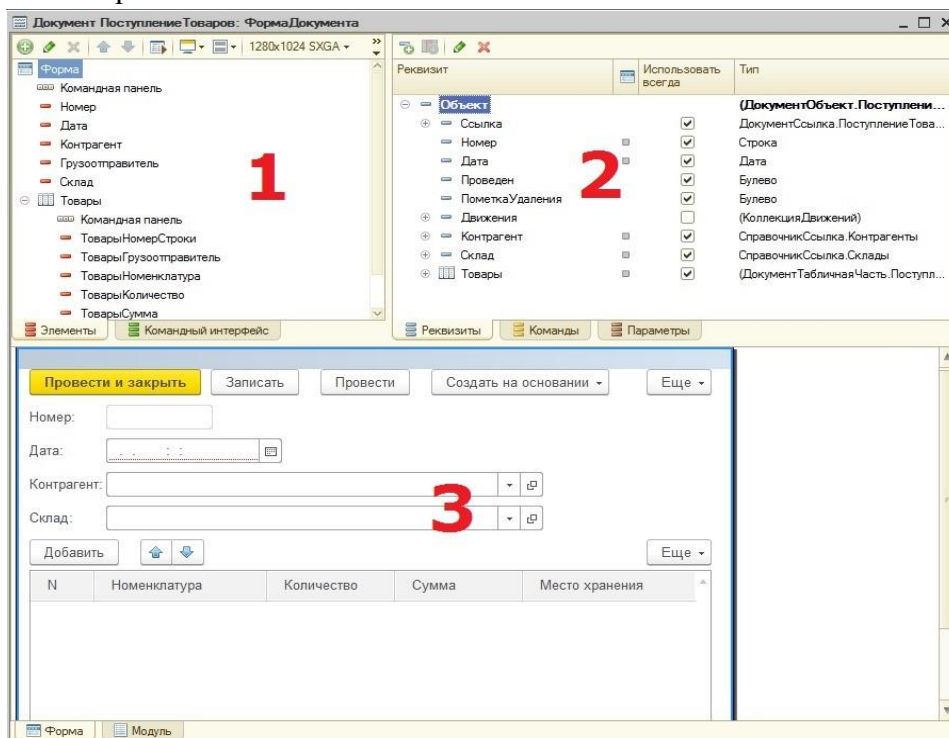 Документ ПоступлениеТоваров: ФормаДокумента
1280x1024 SXGA
Форма
Командная панель
Номер
Дата
Контрагент
Грузоотправитель
Склад
Товары
Командная панель
ТоварыНомерСтроки
ТоварыГрузоотправитель
ТоварыНоменклатура
ТоварыКоличество
ТоварыСумма
1
Элементы Командный интерфейс
Реквизит Использовать всегда Тип
Объект (ДокументОбъект.Поступлени...
Ссылка ДокументСсылка.ПоступлениеТова...
Номер Строка
Дата Дата
Проведен Булево
ПометкаУдаления Булево
Движения (КоллекцияДвижений)
Контрагент СправочникСсылка.Контрагенты
Склад СправочникСсылка.Склады
Товары (ДокументТабличнаяЧасть.Поступл...
2
Реквизиты Команды Параметры
Провести и закрыть Записать Провести Создать на основании Еще
Номер:
Дата: . . : :
Контрагент:
Склад:
3
Добавить Еще
N Номенклатура Количество Сумма Место хранения
Форма Модуль